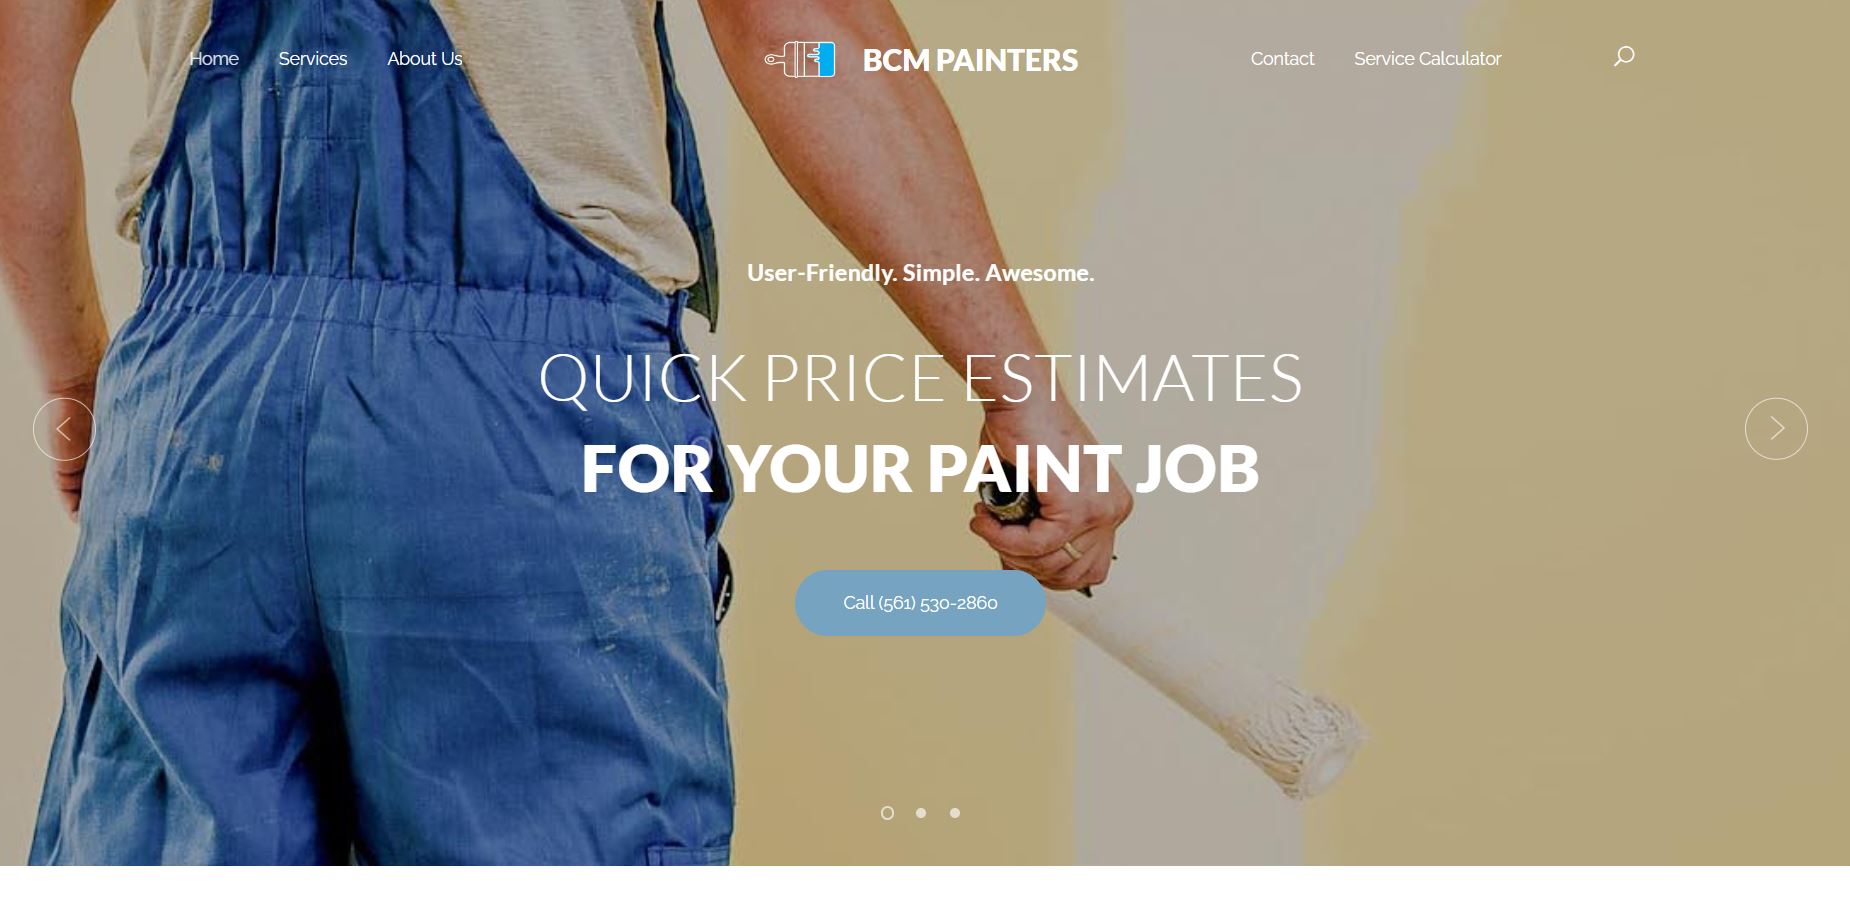 Home
Services
About Us
BCM PAINTERS
Contact
Service Calculator
User-Friendly. Simple. Awesome.
QUICK PRICE ESTIMATES
FOR YOUR PAINT JOB
Call (561) 530-2860